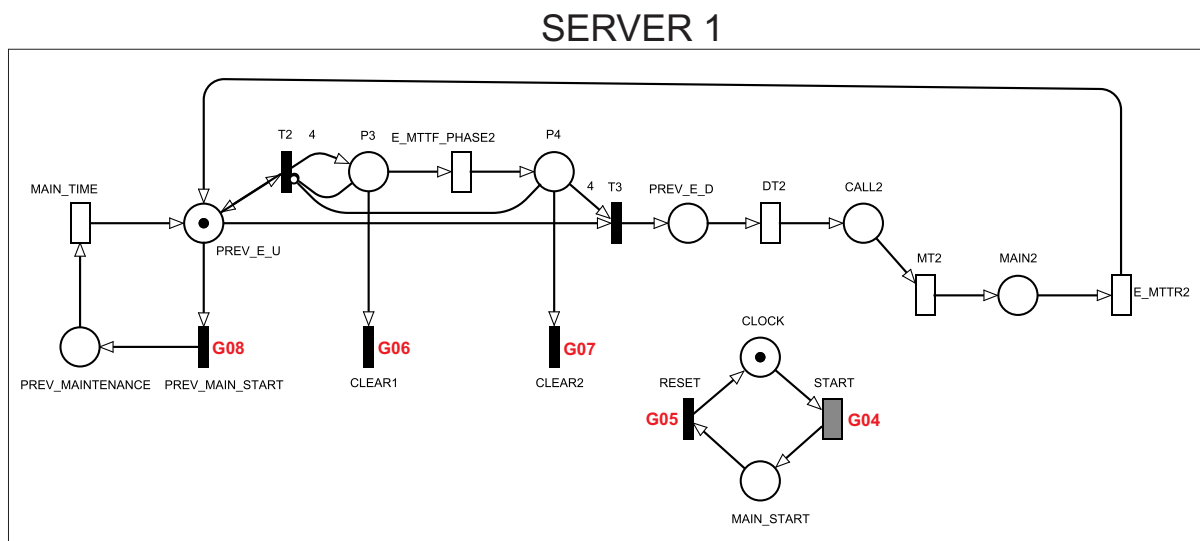 SERVER 1
T2 4 P3 E_MTTF_PHASE2 P4
MAIN_TIME 4 T3 PREV_E_D DT2 CALL2
PREV_E_U MT2 MAIN2
E_MTTR2
CLOCK
G08 G06 G07
PREV_MAINTENANCE PREV_MAIN_START CLEAR1 CLEAR2 RESET START
G05 G04
MAIN_START